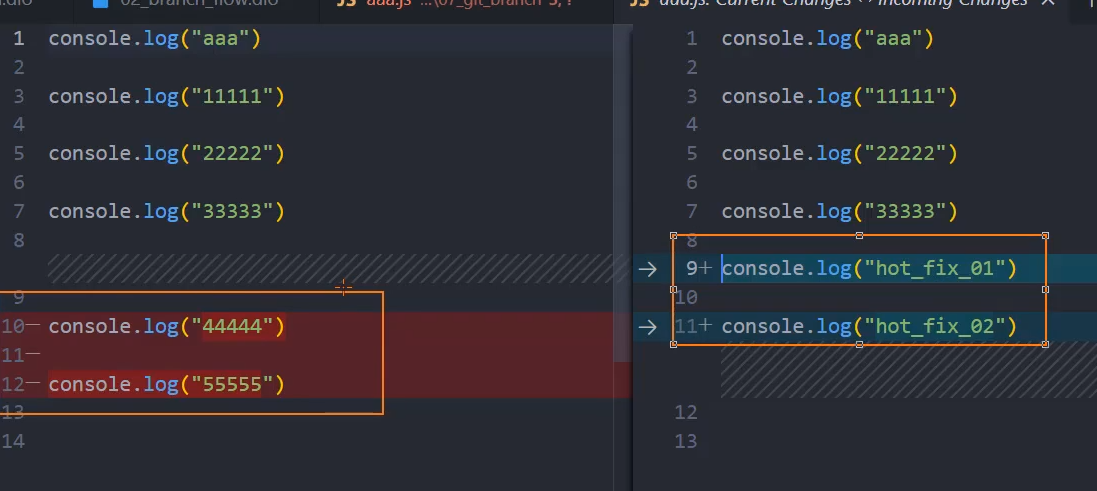 02_branch_flow.dio
JS aaa.js ...\07_git_branch 3, !
JS aaa.js: Current Changes ↔ Incoming Changes ×
1 console.log("aaa")
2
3 console.log("11111")
4
5 console.log("22222")
6
7 console.log("33333")
8
9
10— console.log("44444")
11—
12— console.log("55555")
13
14
1 console.log("aaa")
2
3 console.log("11111")
4
5 console.log("22222")
6
7 console.log("33333")
8
→ 9+ console.log("hot_fix_01")
10
→ 11+ console.log("hot_fix_02")
12
13